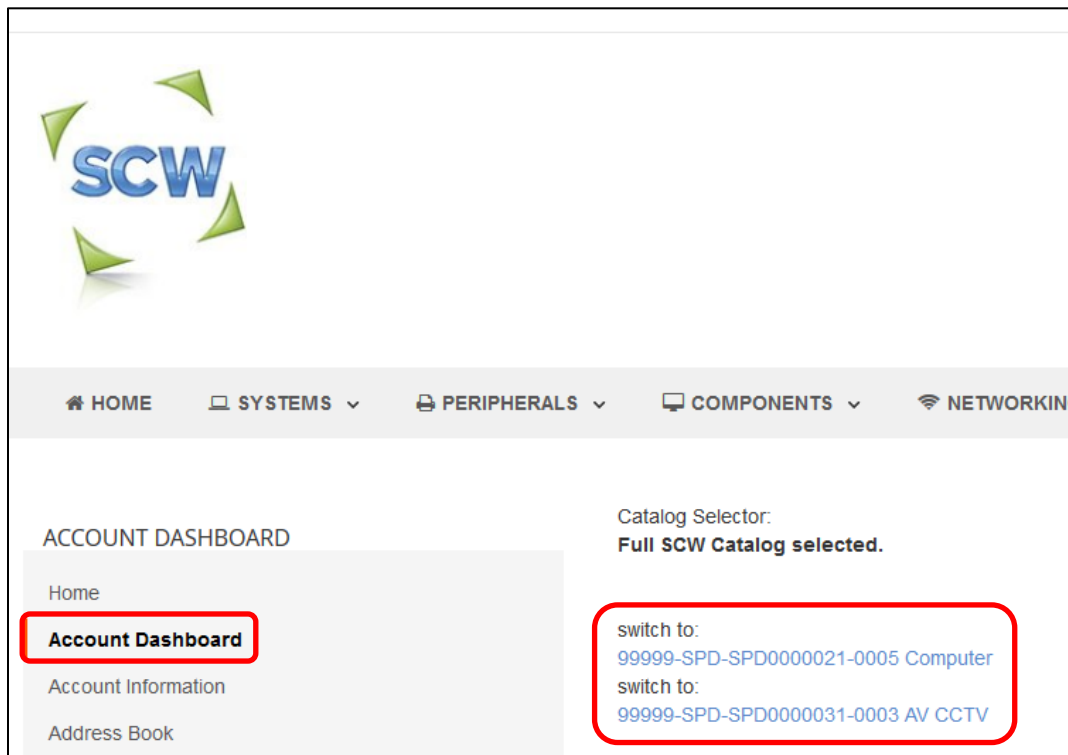 SCW
HOME SYSTEMS PERIPHERALS COMPONENTS NETWORKIN
ACCOUNT DASHBOARD
Home
Account Dashboard
Account Information
Address Book
Catalog Selector:
Full SCW Catalog selected.
switch to:
99999-SPD-SPD0000021-0005 Computer
switch to:
99999-SPD-SPD0000031-0003 AV CCTV